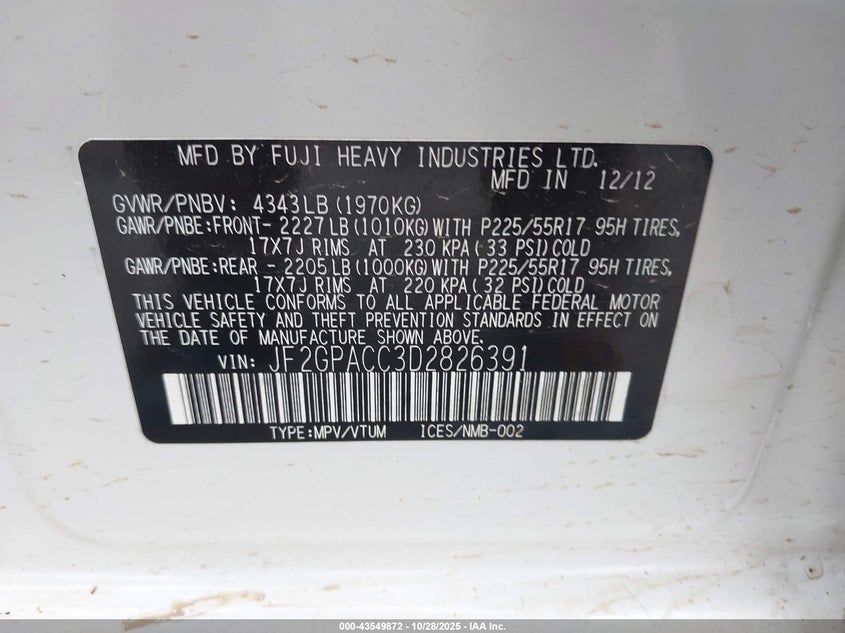 MFD BY FUJI HEAVY INDUSTRIES LTD.
MFD IN 12/12
GVWR/PNBV: 4343LB (1970KG)
GAWR/PNBE:FRONT- 2227LB (1010KG) WITH P225/55R17 95H TIRES,
17X7J RIMS AT 230 KPA( 33 PSI) COLD
GAWR/PNBE:REAR - 2205LB (1000KG) WITH P225/55R17 95H TIRES,
17X7J RIMS AT 220 KPA( 32 PSI) COLD
THIS VEHICLE CONFORMS TO ALL APPLICABLE FEDERAL MOTOR
VEHICLE SAFETY AND THEFT PREVENTION STANDARDS IN EFFECT ON
THE DATE OF MANUFACTURE SHOWN ABOVE.
VIN: JF2GPACC3D2826391
TYPE:MPV/VTUM ICES/NMB-002
000-43549872 - 10/28/2025 - IAA Inc.